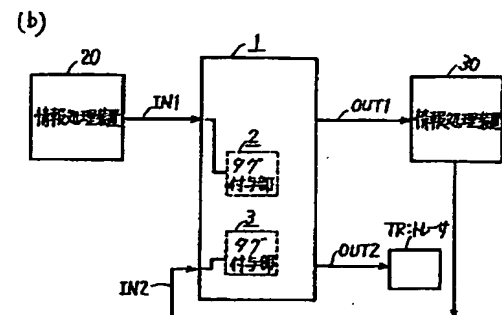 (b)
20
1
30
情報処理装置
IN1
OUT1
情報処理装置
2
タグ
付与部
3
タグ
付与部
TR:トレーサ
OUT2
IN2